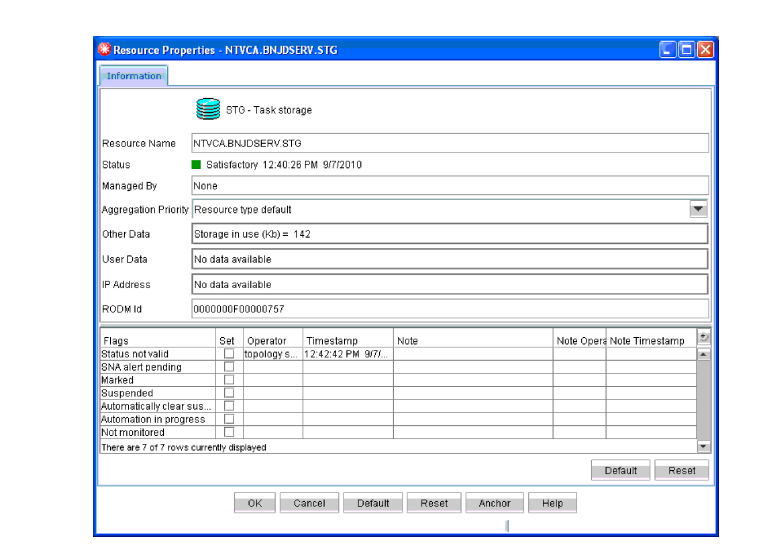 Resource Properties - NTVCA.BNJDSERV.STG
Information
STG - Task storage
Resource Name NTVCA.BNJDSERV.STG
Status Satisfactory 12:40:26 PM 9/7/2010
Managed By None
Aggregation Priority Resource type default
Other Data Storage in use (Kb) = 142
User Data No data available
IP Address No data available
RODM Id 0000000F00000757
Flags Set Operator Timestamp Note Note Opera Note Timestamp
Status not valid topology s... 12:42:42 PM 9/7/...
SNA alert pending
Marked
Suspended
Automatically clear sus...
Automation in progress
Not monitored
There are 7 of 7 rows currently displayed
Default Reset
OK Cancel Default Reset Anchor Help